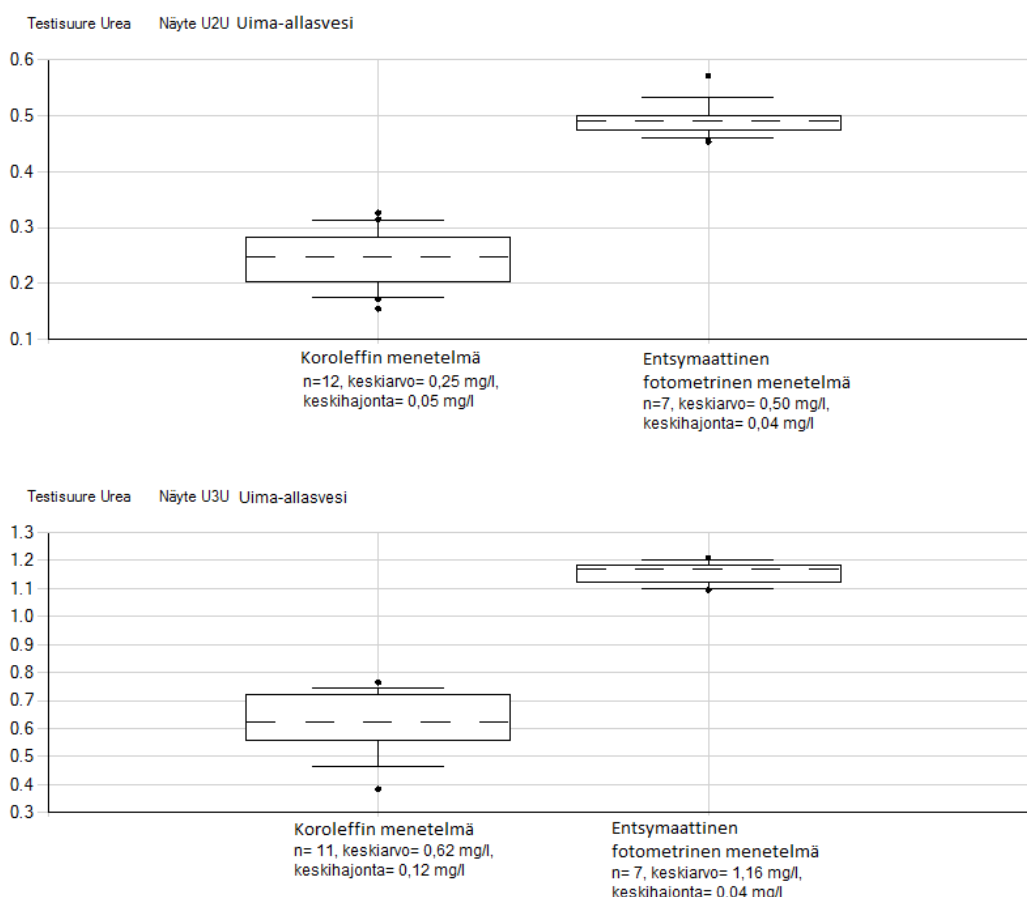 Testisuure Urea Näyte U2U Uima-allasvesi
0.6
0.5
0.4
0.3
0.2
0.1
Koroleffin menetelmä
n=12, keskiarvo= 0,25 mg/l,
keskihajonta= 0,05 mg/l
Entsymaattinen
fotometrinen menetelmä
n=7, keskiarvo= 0,50 mg/l,
keskihajonta= 0,04 mg/l
Testisuure Urea Näyte U3U Uima-allasvesi
1.3
1.2
1.1
1.0
0.9
0.8
0.7
0.6
0.5
0.4
0.3
Koroleffin menetelmä
n= 11, keskiarvo= 0,62 mg/l,
keskihajonta= 0,12 mg/l
Entsymaattinen
fotometrinen menetelmä
n= 7, keskiarvo= 1,16 mg/l,
keskihajonta= 0,04 mg/l